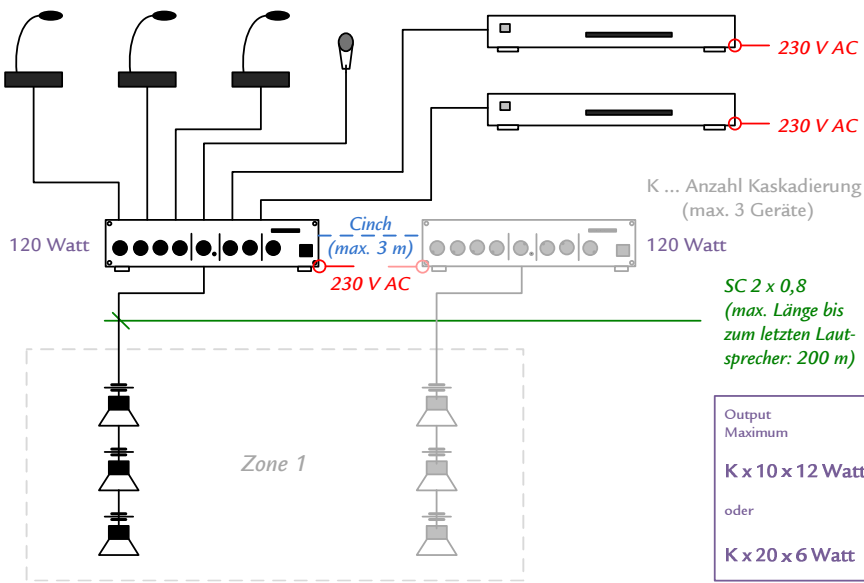 230 V AC
230 V AC
K ... Anzahl Kaskadierung
(max. 3 Geräte)
120 Watt
Cinch
(max. 3 m)
120 Watt
230 V AC
SC 2 x 0,8
(max. Länge bis
zum letzten Laut-
sprecher: 200 m)
Zone 1
Output
Maximum
K x 10 x 12 Watt
oder
K x 20 x 6 Watt